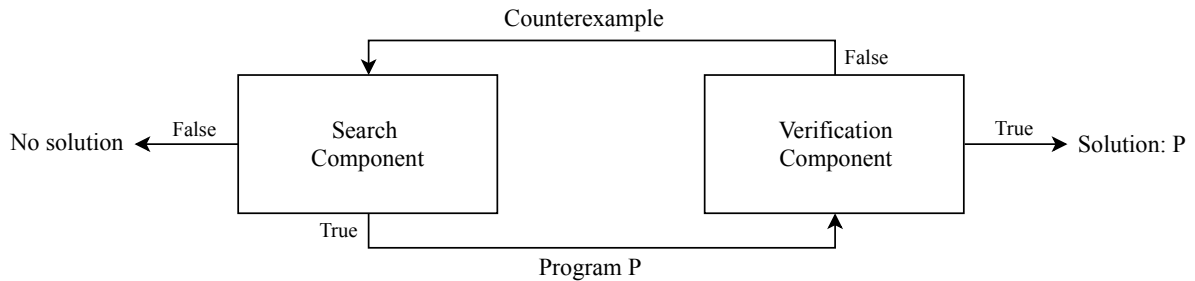 Counterexample
False
Search
Component
Verification
Component
No solution
False
True
Solution: P
True
Program P